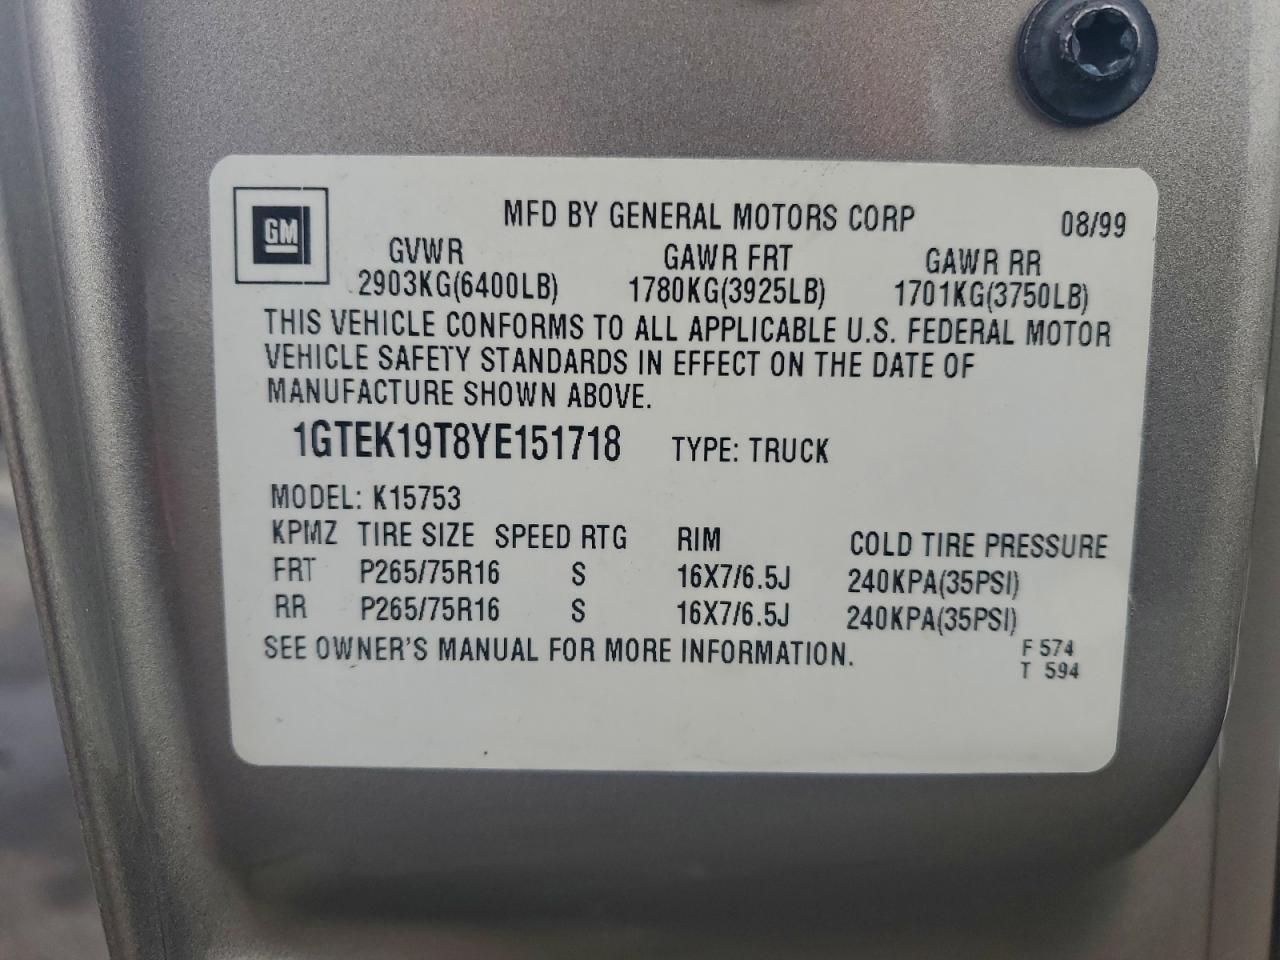 GM
MFD BY GENERAL MOTORS CORP 08/99
GVWR GAWR FRT GAWR RR
2903KG(6400LB) 1780KG(3925LB) 1701KG(3750LB)
THIS VEHICLE CONFORMS TO ALL APPLICABLE U.S. FEDERAL MOTOR
VEHICLE SAFETY STANDARDS IN EFFECT ON THE DATE OF
MANUFACTURE SHOWN ABOVE.
1GTEK19T8YE151718 TYPE: TRUCK
MODEL: K15753
KPMZ TIRE SIZE SPEED RTG RIM COLD TIRE PRESSURE
FRT P265/75R16 S 16X7/6.5J 240KPA(35PSI)
RR P265/75R16 S 16X7/6.5J 240KPA(35PSI)
SEE OWNER'S MANUAL FOR MORE INFORMATION.
F 574
T 594